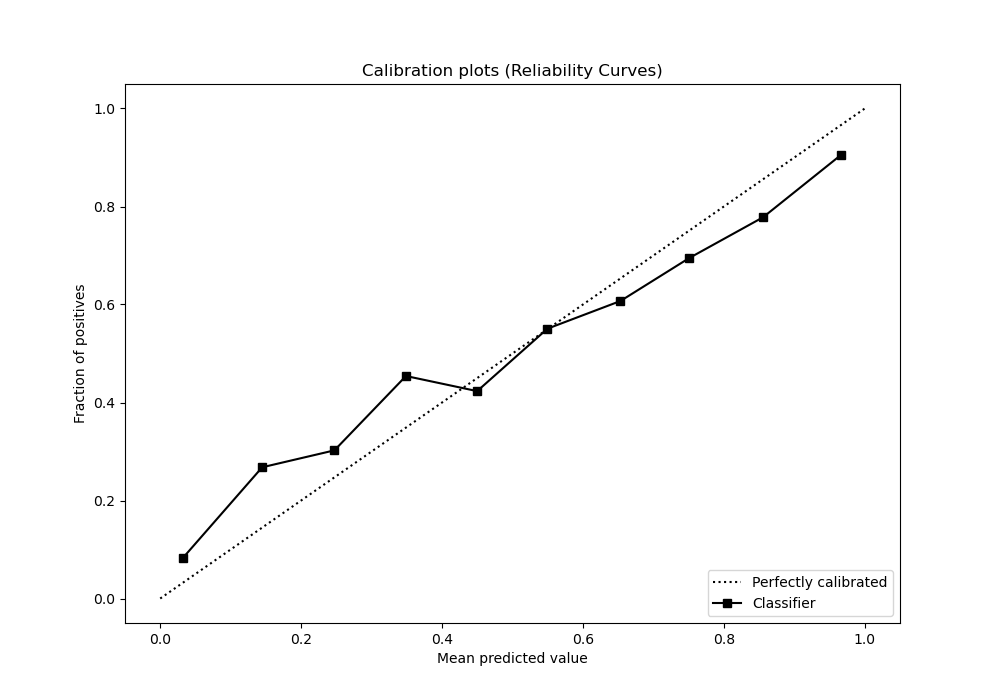 Calibration plots (Reliability Curves)
Fraction of positives
1.0
0.8
0.6
0.4
0.2
0.0
0.0 0.2 0.4 0.6 0.8 1.0
Mean predicted value
Perfectly calibrated
Classifier